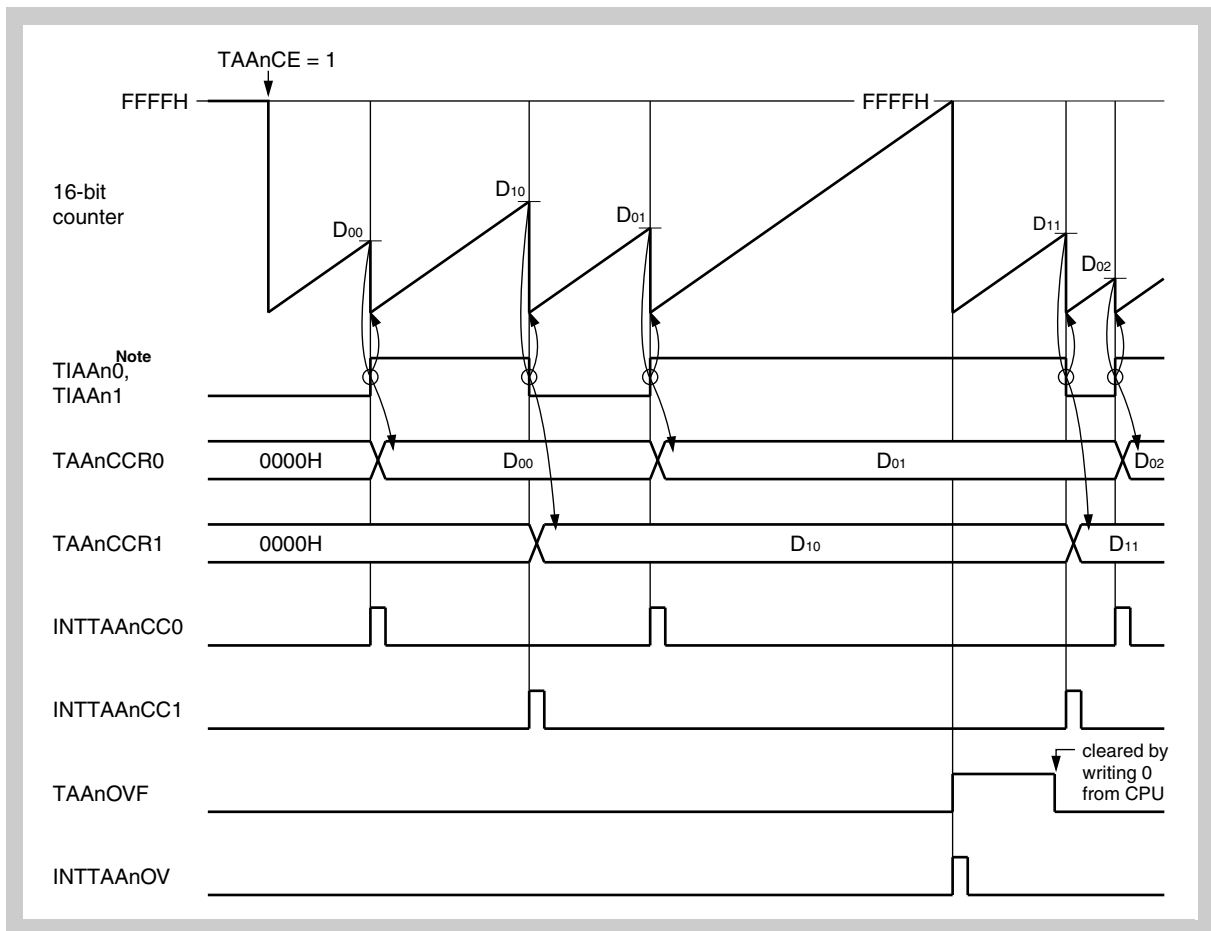 TAAnCE = 1
FFFFH
FFFFH
16-bit
counter
D00
D10
D01
D11
D02
Note
TIAAn0,
TIAAn1
TAAnCCR0
0000H
D00
D01
D02
TAAnCCR1
0000H
D10
D11
INTTAAnCC0
INTTAAnCC1
cleared by
writing 0
from CPU
TAAnOVF
INTTAAnOV